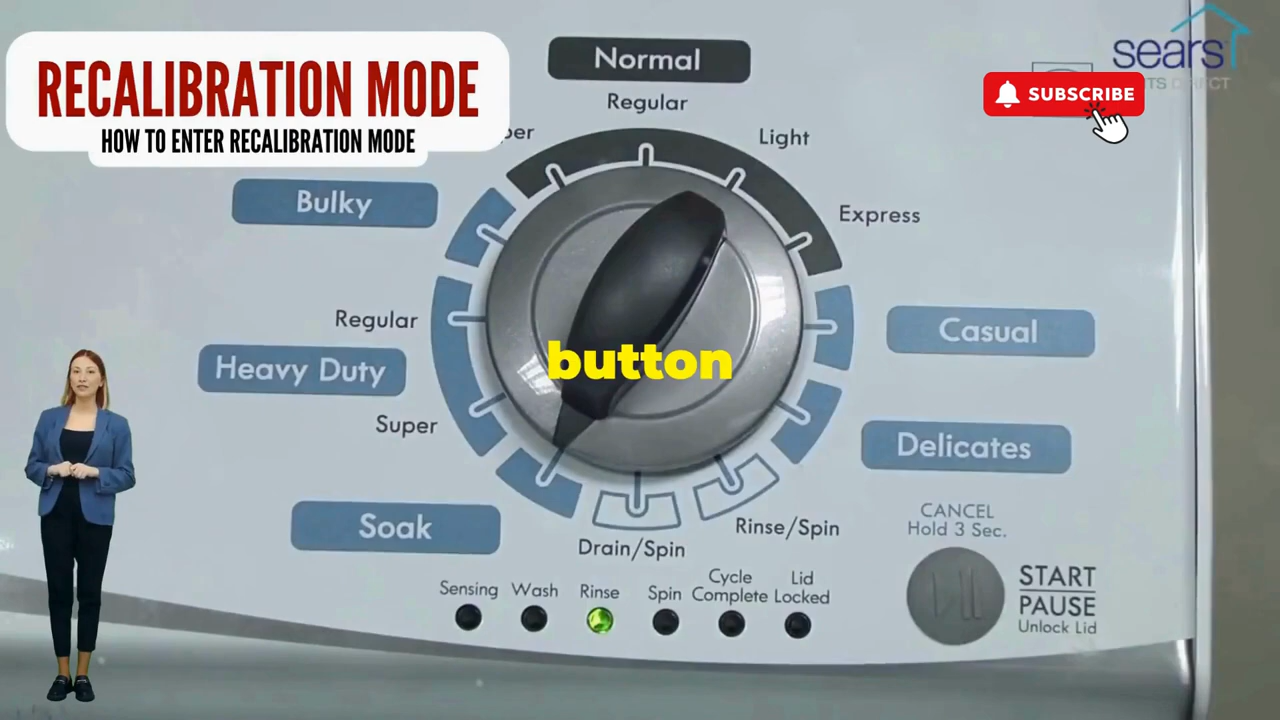 RECALIBRATION MODE
HOW TO ENTER RECALIBRATION MODE
sears
SUBSCRIBE
DIRECT
Normal
Regular
Light
Express
Bulky
Regular
Heavy Duty
Super
Casual
Delicates
button
Soak
Drain/Spin
Rinse/Spin
CANCEL
Hold 3 Sec.
START
PAUSE
Unlock Lid
Sensing
Wash
Rinse
Spin
Cycle
Complete
Lid
Locked